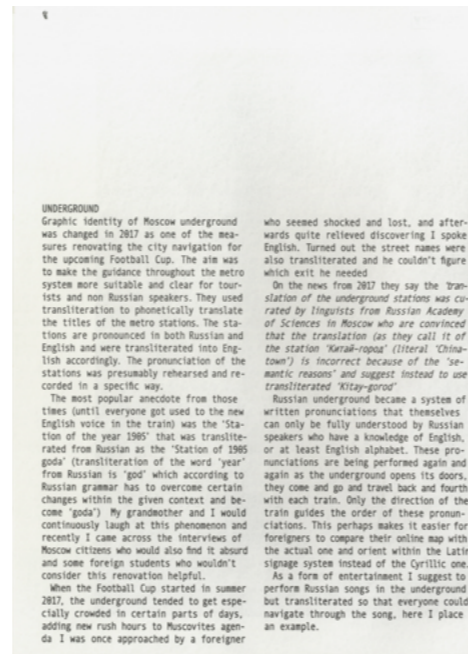 UNDERGROUND
Graphic identity of Moscow underground
was changed in 2017 as one of the mea-
sures renovating the city navigation for
the upcoming Football Cup. The aim was
to make the guidance throughout the metro
system more suitable and clear for tour-
ists and non Russian speakers. They used
transliteration to phonetically translate
the titles of the metro stations. The sta-
tions are pronounced in both Russian and
English and were transliterated into Eng-
lish accordingly. The pronunciation of the
stations was presumably rehearsed and re-
corded in a specific way.
The most popular anecdote from those
times (until everyone got used to the new
English voice in the train) was the 'Sta-
tion of the year 1905' that was translite-
rated from Russian as the 'Station of 1905
goda' (transliteration of the word 'year'
from Russian is 'god' which according to
Russian grammar has to overcome certain
changes within the given context and be-
come 'goda') My grandmother and I would
continuously laugh at this phenomenon and
recently I came across the interviews of
Moscow citizens who would also find it absurd
and some foreign students who wouldn't
consider this renovation helpful.
When the Football Cup started in summer
2017, the underground tended to get espe-
cially crowded in certain parts of days,
adding new rush hours to Muscovites agen-
da I was once approached by a foreigner
who seemed shocked and lost, and after-
wards quite relieved discovering I spoke
English. Turned out the street names were
also transliterated and he couldn't figure
which exit he needed
On the news from 2017 they say the 'tran-
slation of the underground stations was cu-
rated by linguists from Russian Academy
of Sciences in Moscow who are convinced
that the translation (as they call it of
the station 'Китай-город' (literal 'China-
town') is incorrect because of the 'se-
mantic reasons' and suggest instead to use
transliterated 'Kitay-gorod'
Russian underground became a system of
written pronunciations that themselves
can only be fully understood by Russian
speakers who have a knowledge of English,
or at least English alphabet. These pro-
nunciations are being performed again and
again as the underground opens its doors,
they come and go and travel back and fourth
with each train. Only the direction of the
train guides the order of these pronun-
ciations. This perhaps makes it easier for
foreigners to compare their online map with
the actual one and orient within the Latin
signage system instead of the Cyrillic one.
As a form of entertainment I suggest to
perform Russian songs in the underground
but transliterated so that everyone could
navigate through the song, here I place
an example.